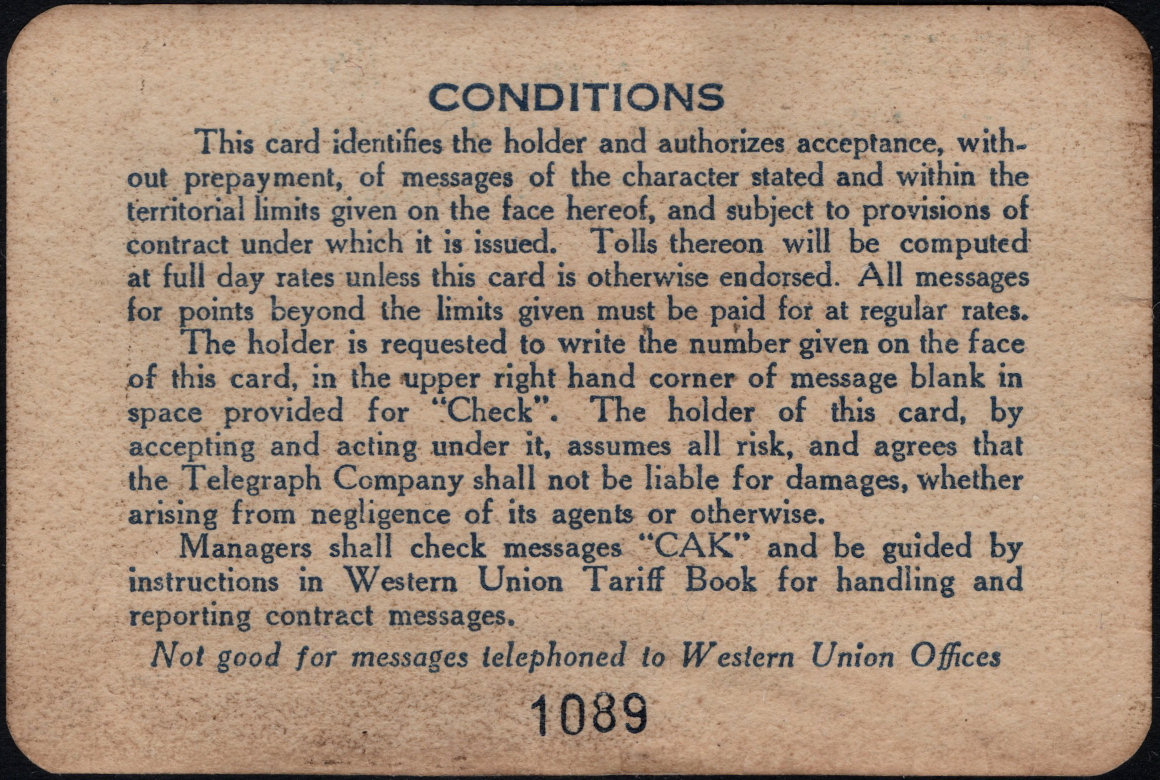 CONDITIONS
This card identifies the holder and authorizes acceptance, with-
out prepayment, of messages of the character stated and within the
territorial limits given on the face hereof, and subject to provisions of
contract under which it is issued. Tolls thereon will be computed
at full day rates unless this card is otherwise endorsed. All messages
for points beyond the limits given must be paid for at regular rates.
The holder is requested to write the number given on the face
of this card, in the upper right hand corner of message blank in
space provided for "Check". The holder of this card, by
accepting and acting under it, assumes all risk, and agrees that
the Telegraph Company shall not be liable for damages, whether
arising from negligence of its agents or otherwise.
Managers shall check messages "CAK" and be guided by
instructions in Western Union Tariff Book for handling and
reporting contract messages.
Not good for messages telephoned to Western Union Offices
1089